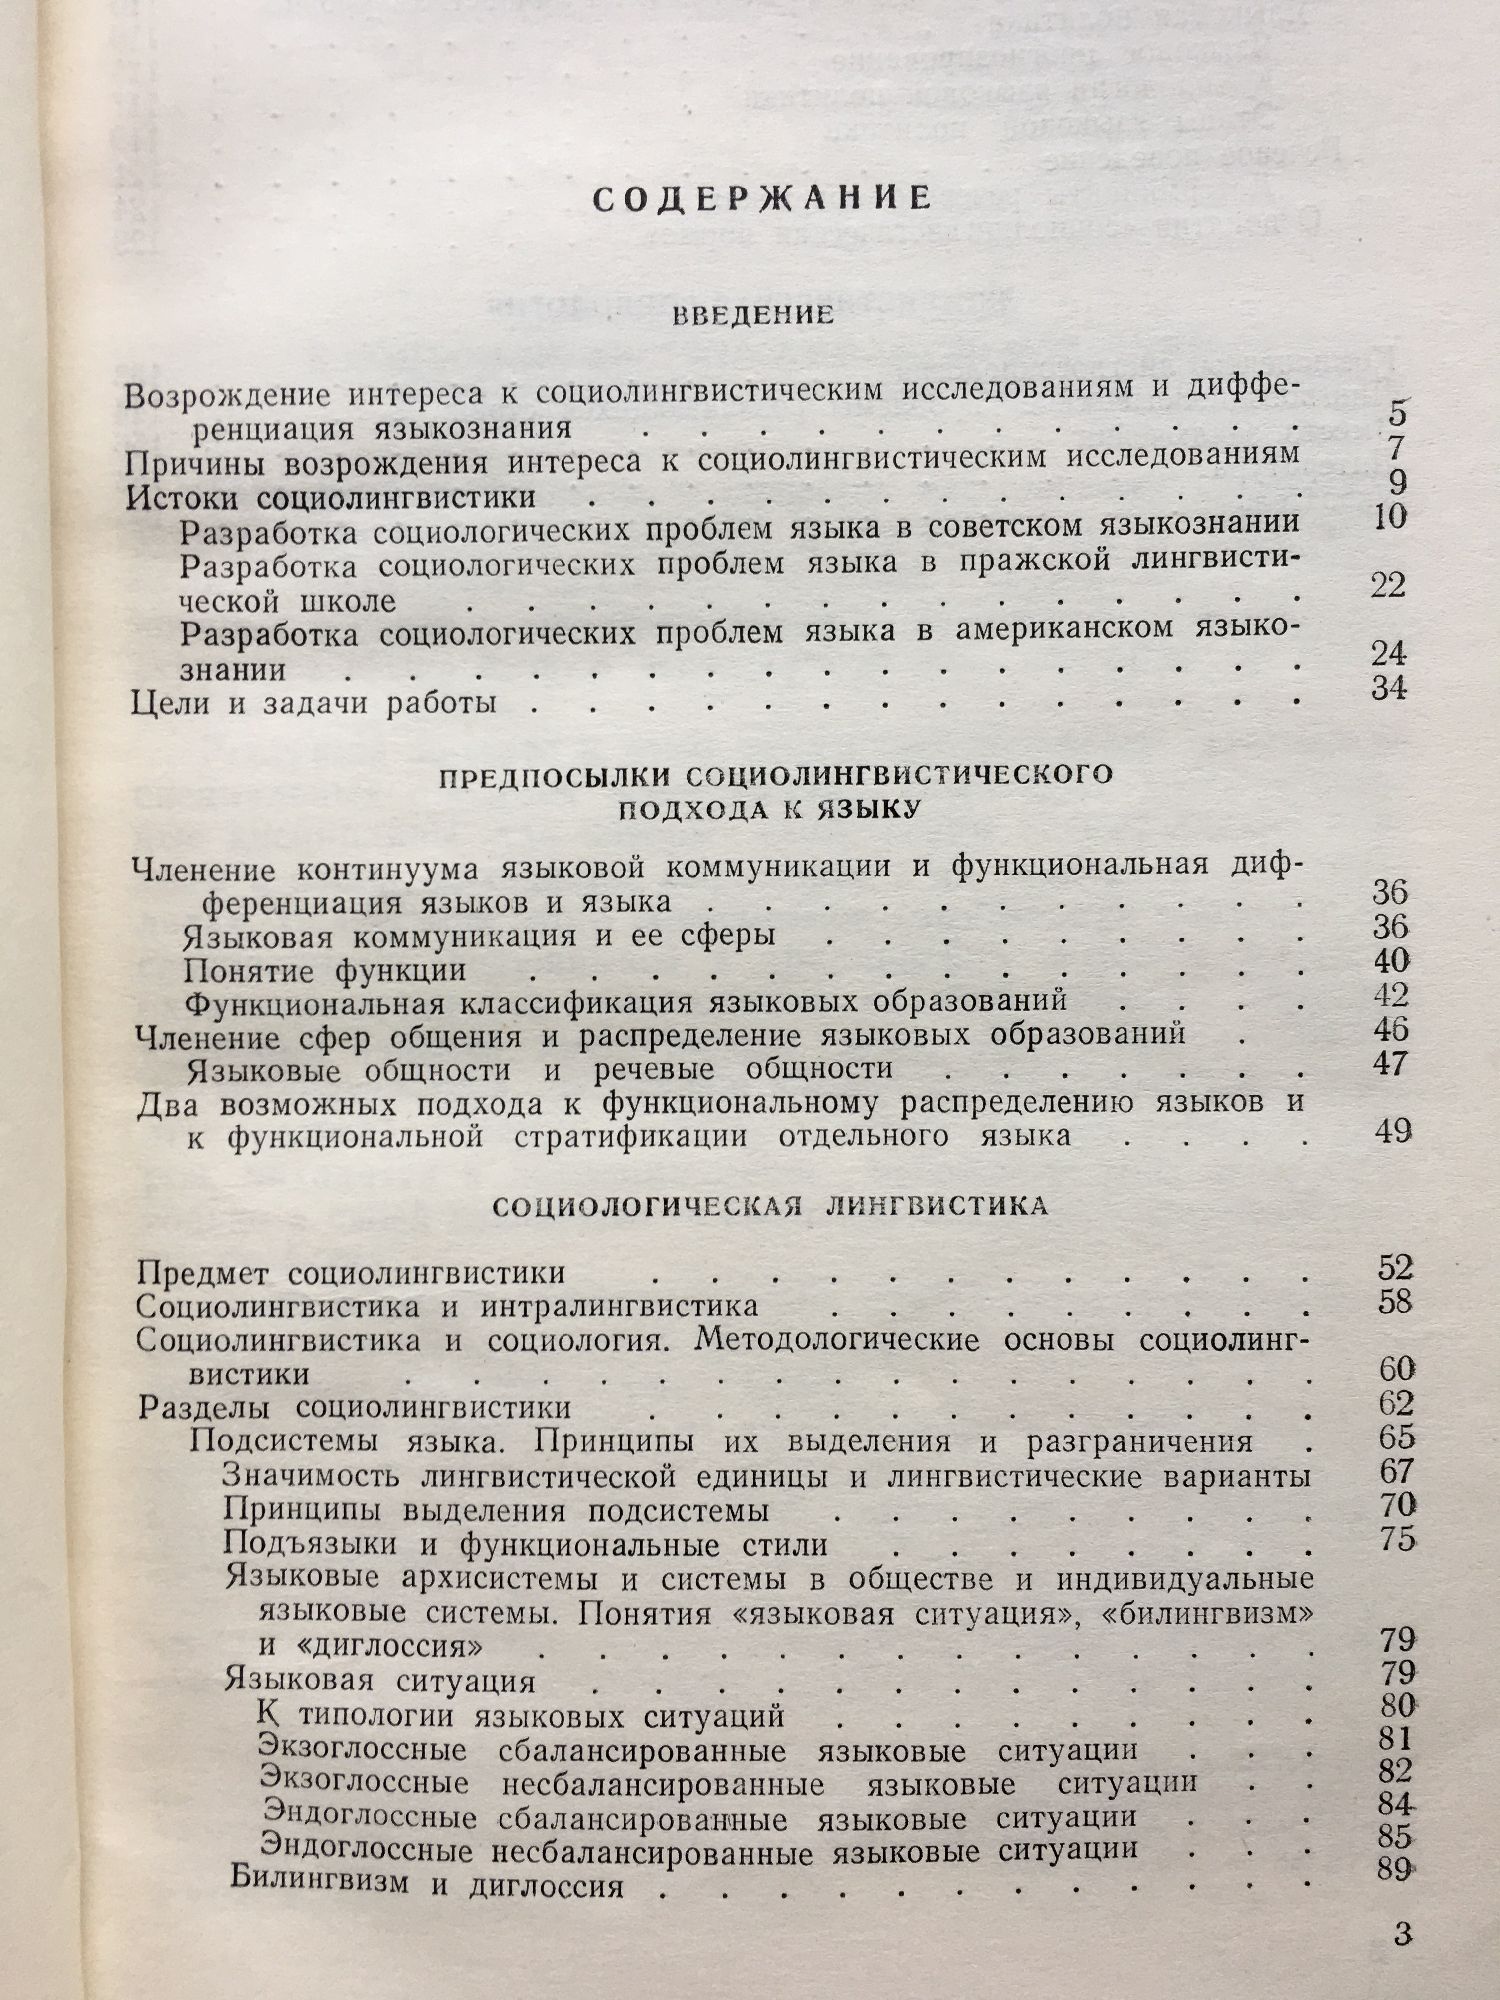 СОДЕРЖАНИЕ
ВВЕДЕНИЕ
Возрождение интереса к социолингвистическим исследованиям и диффе-
ренциация языкознания . . . . . . . . . . . . 5
Причины возрождения интереса к социолингвистическим исследованиям 7
Истоки социолингвистики . . . . . . . . . . . . . 9
Разработка социологических проблем языка в советском языкознании 10
Разработка социологических проблем языка в пражской лингвисти-
ческой школе . . . . . . . . . . . . . . . 22
Разработка социологических проблем языка в американском языко-
знании . . . . . . . . . . . . . . . . . 24
Цели и задачи работы . . . . . . . . . . . . . . 34
ПРЕДПОСЫЛКИ СОЦИОЛИНГВИСТИЧЕСКОГО
ПОДХОДА К ЯЗЫКУ
Членение континуума языковой коммуникации и функциональная диф-
ференциация языков и языка . . . . . . . . . . . 36
Языковая коммуникация и ее сферы . . . . . . . . . 36
Понятие функции . . . . . . . . . . . . . . 40
Функциональная классификация языковых образований . . . . 42
Членение сфер общения и распределение языковых образований . 46
Языковые общности и речевые общности . . . . . . . 47
Два возможных подхода к функциональному распределению языков и
к функциональной стратификации отдельного языка . . . . 49
СОЦИОЛОГИЧЕСКАЯ ЛИНГВИСТИКА
Предмет социолингвистики . . . . . . . . . . . . 52
Социолингвистика и интралингвистика . . . . . . . . . 58
Социолингвистика и социология. Методологические основы социолинг-
вистики . . . . . . . . . . . . . . . . 60
Разделы социолингвистики . . . . . . . . . . . . 62
Подсистемы языка. Принципы их выделения и разграничения . 65
Значимость лингвистической единицы и лингвистические варианты 67
Принципы выделения подсистемы . . . . . . . . . 70
Подъязыки и функциональные стили . . . . . . . . 75
Языковые архисистемы и системы в обществе и индивидуальные
языковые системы. Понятия «языковая ситуация», «билингвизм»
и «диглоссия» . . . . . . . . . . . . . . 79
Языковая ситуация . . . . . . . . . . . . . 79
К типологии языковых ситуаций . . . . . . . . . 80
Экзоглоссные сбалансированные языковые ситуации . . . 81
Экзоглоссные несбалансированные языковые ситуации . . 82
Эндоглоссные сбалансированные языковые ситуации . . . 84
Эндоглоссные несбалансированные языковые ситуации . . . 85
Билингвизм и диглоссия . . . . . . . . . . . . 89
3